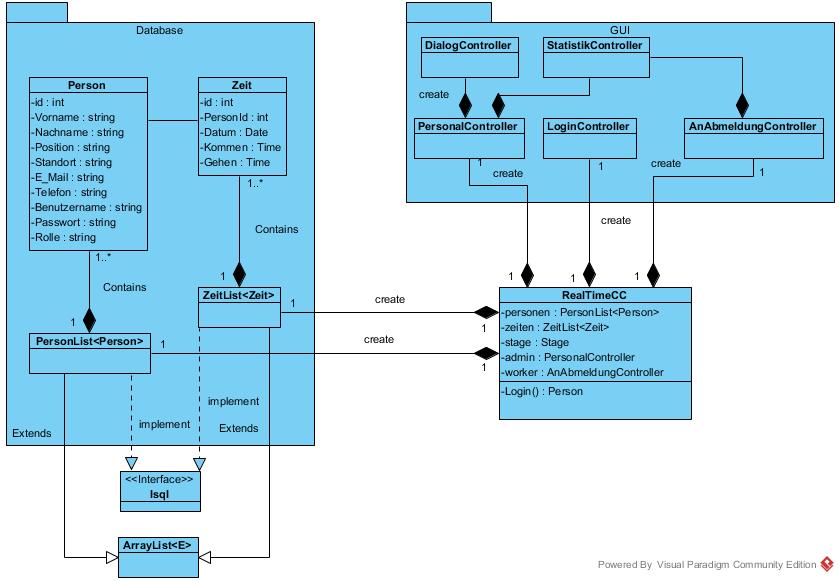 Database
Person
-id : int
-Vorname : string
-Nachname : string
-Position : string
-Standort : string
-E_Mail : string
-Telefon : string
-Benutzername : string
-Passwort : string
-Rolle : string
Zeit
-id : int
-PersonId : int
-Datum : Date
-Kommen : Time
-Gehen : Time
1..*
Contains
1
1..*
Contains
1
ZeitList<Zeit>
PersonList<Person>
1
create
1
1
create
1
implement
implement
Extends
Extends
<<Interface>>
Isql
ArrayList<E>
GUI
DialogController
StatistikController
create
PersonalController
LoginController
AnAbmeldungController
1
create
1
create
1
create
1
1
1
RealTimeCC
-personen : PersonList<Person>
-zeiten : ZeitList<Zeit>
-stage : Stage
-admin : PersonalController
-worker : AnAbmeldungController
-Login() : Person
Powered By Visual Paradigm Community Edition